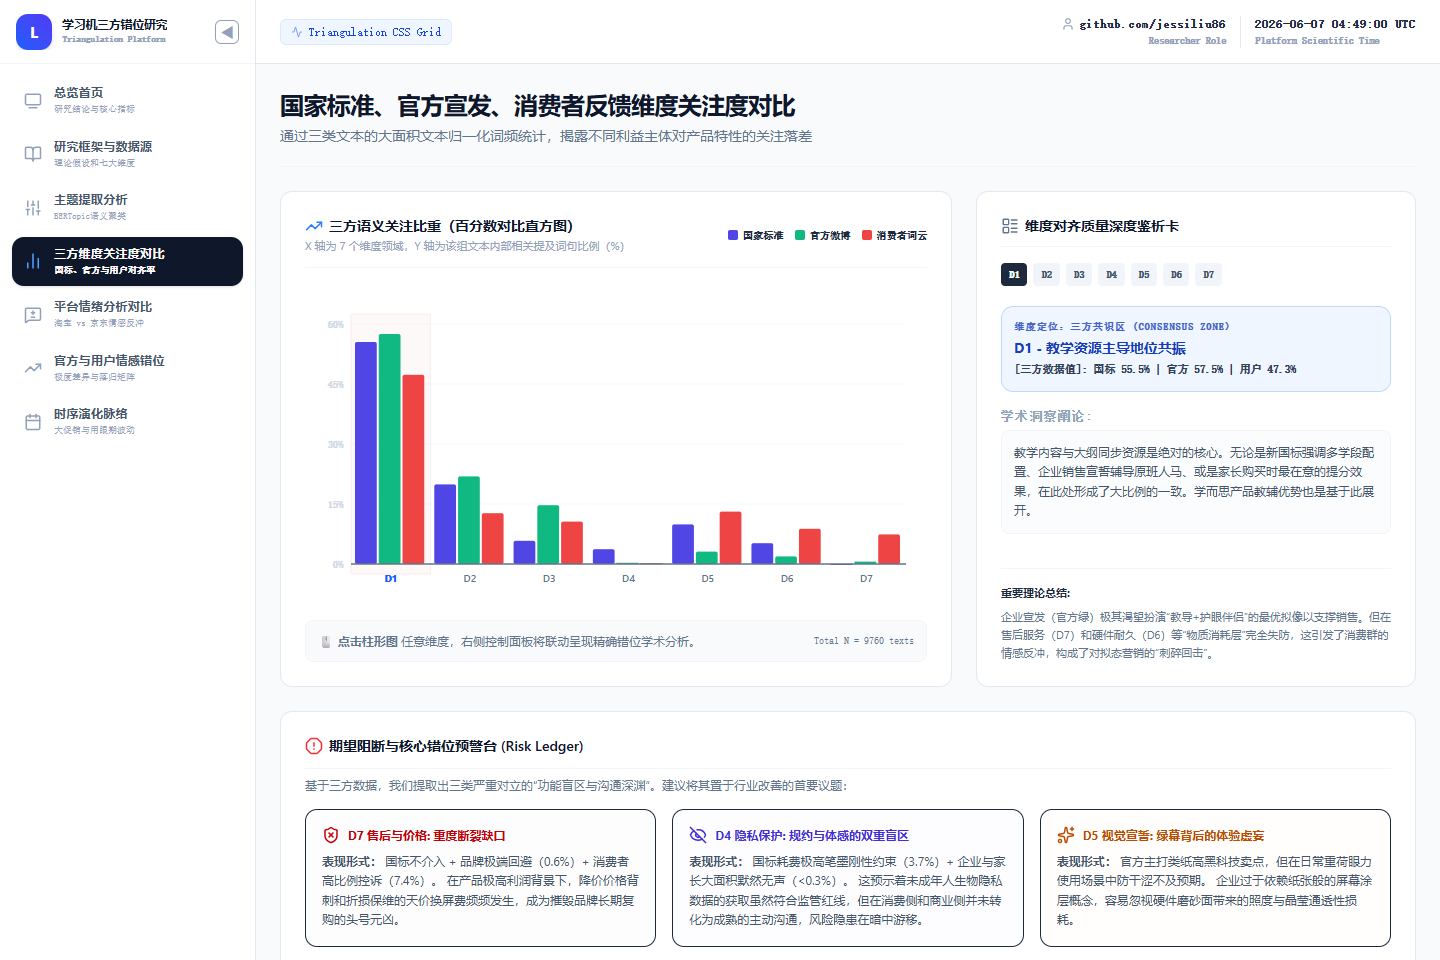 L
学习机三方错位研究
Triangulation Platform
总览首页
研究结论与核心指标
研究框架与数据源
理论假设和七大维度
主题提取分析
BERTopic语义聚类
三方维度关注度对比
国标、官方与用户对齐率
平台情绪分析对比
淘宝 vs 京东情感反冲
官方与用户情感错位
极度差异与落归矩阵
时序演化脉络
大促销与用眼期波动
Triangulation CSS Grid
github.com/jessiliu86
Researcher Role
2026-06-07 04:49:00 UTC
Platform Scientific Time
国家标准、官方宣发、消费者反馈维度关注度对比
通过三类文本的大面积文本归一化词频统计，揭露不同利益主体对产品特性的关注落差
三方语义关注比重（百分数对比直方图）
X 轴为 7 个维度领域，Y 轴为该组文本内部相关提及词句比例（%）
国家标准
官方微博
消费者词云
60%
45%
30%
15%
0%
D1
D2
D3
D4
D5
D6
D7
点击柱形图 任意维度，右侧控制面板将联动呈现精确错位学术分析。
Total N = 9760 texts
维度对齐质量深度鉴析卡
D1
D2
D3
D4
D5
D6
D7
维度定位: 三方共识区 (CONSENSUS ZONE)
D1 - 教学资源主导地位共振
[三方数据值]: 国标 55.5% | 官方 57.5% | 用户 47.3%
学术洞察阐论:
教学内容与大纲同步资源是绝对的核心。无论是新国标强调多学段配
置、企业销售宣誓辅导原班人马、或是家长购买时最在意的提分效
果，在此处形成了大比例的一致。学而思产品教辅优势也是基于此展
开。
重要理论总结:
企业宣发（官方绿）极其渴望扮演“教导+护眼伴侣”的最优拟像以支撑销售。但在
售后服务（D7）和硬件耐久（D6）等“物质消耗层”完全失防，这引发了消费群的
情感反冲，构成了对拟态营销的“刺碎回击”。
期望阻断与核心错位预警台 (Risk Ledger)
基于三方数据，我们提取出三类严重对立的“功能盲区与沟通深渊”。建议将其置于行业改善的首要议题：
D7 售后与价格: 重度断裂缺口
表现形式： 国标不介入 + 品牌极端回避（0.6%）+ 消费者
高比例控诉（7.4%）。 在产品极高利润背景下，降价价格背
刺和折损保维的天价换屏费频频发生，成为摧毁品牌长期复
购的头号元凶。
D4 隐私保护: 规约与体感的双重盲区
表现形式： 国标耗费极高笔墨刚性约束（3.7%）+ 企业与家
长大面积默然无声（<0.3%）。 这预示着未成年人生物隐私
数据的获取虽然符合监管红线，但在消费侧和商业侧并未转
化为成熟的主动沟通，风险隐患在暗中游移。
D5 视觉宣誓: 绿幕背后的体验虚妄
表现形式： 官方主打类纸高黑科技卖点，但在日常重荷眼力
使用场景中防干涩不及预期。 企业过于依赖纸张般的屏幕涂
层概念，容易忽视硬件磨砂面带来的照度与晶莹通透性损
耗。